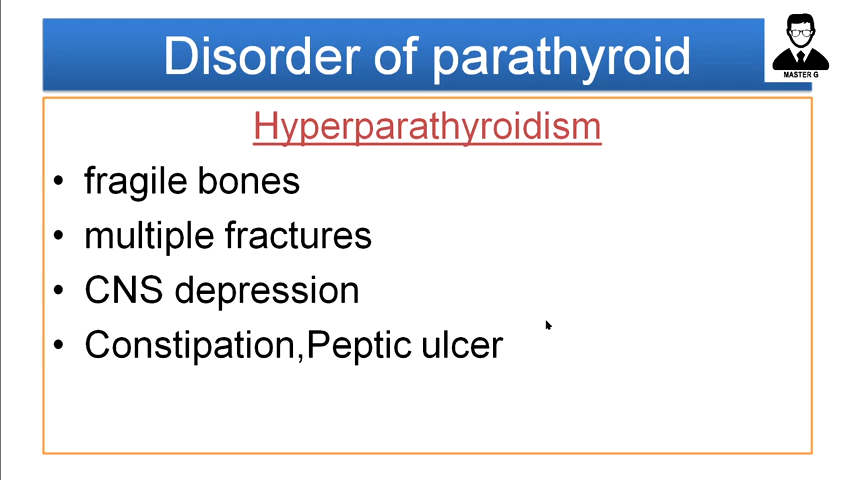 Disorder of parathyroid
MASTER G
Hyperparathyroidism
• fragile bones
• multiple fractures
• CNS depression
• Constipation,Peptic ulcer